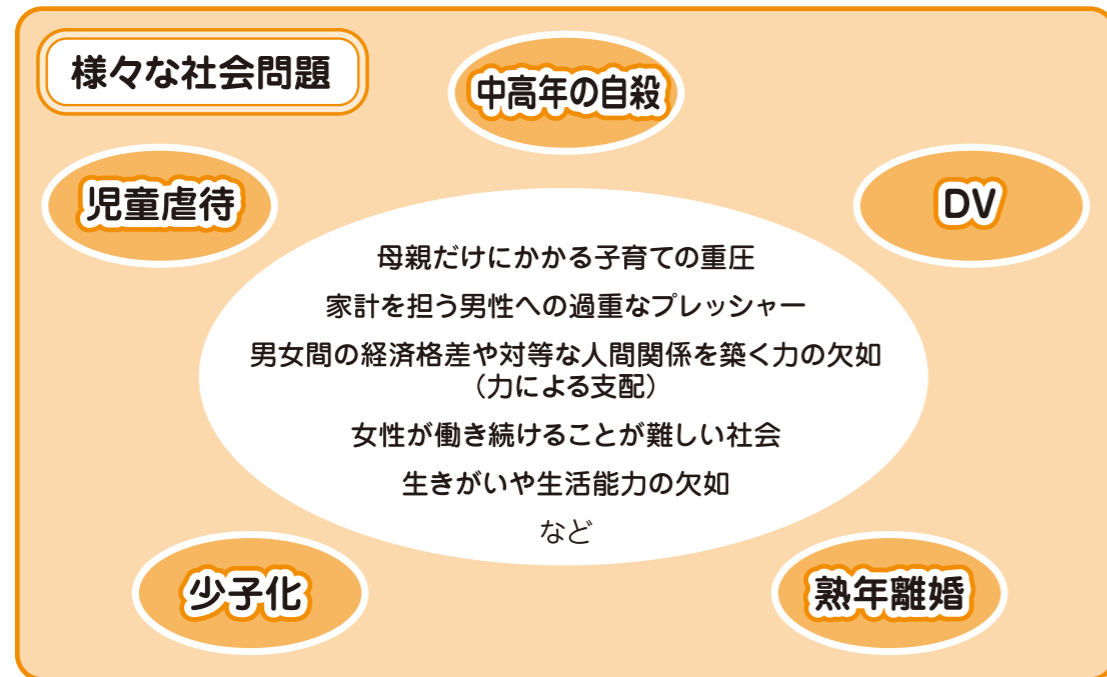 様々な社会問題
中高年の自殺
児童虐待
DV
母親だけにかかる子育ての重圧
家計を担う男性への過重なプレッシャー
男女間の経済格差や対等な人間関係を築く力の欠如
（力による支配）
女性が働き続けることが難しい社会
生きがいや生活能力の欠如
など
少子化
熟年離婚